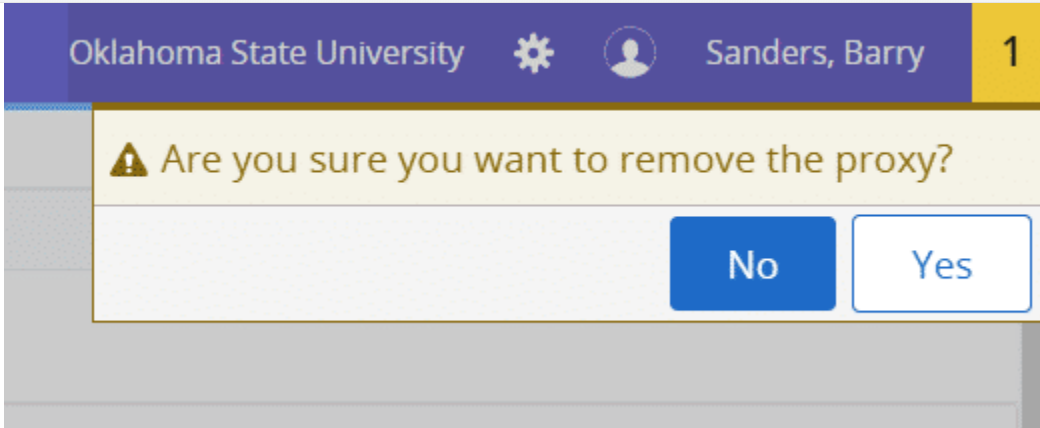 Oklahoma State University Sanders, Barry 1
Are you sure you want to remove the proxy?
No Yes